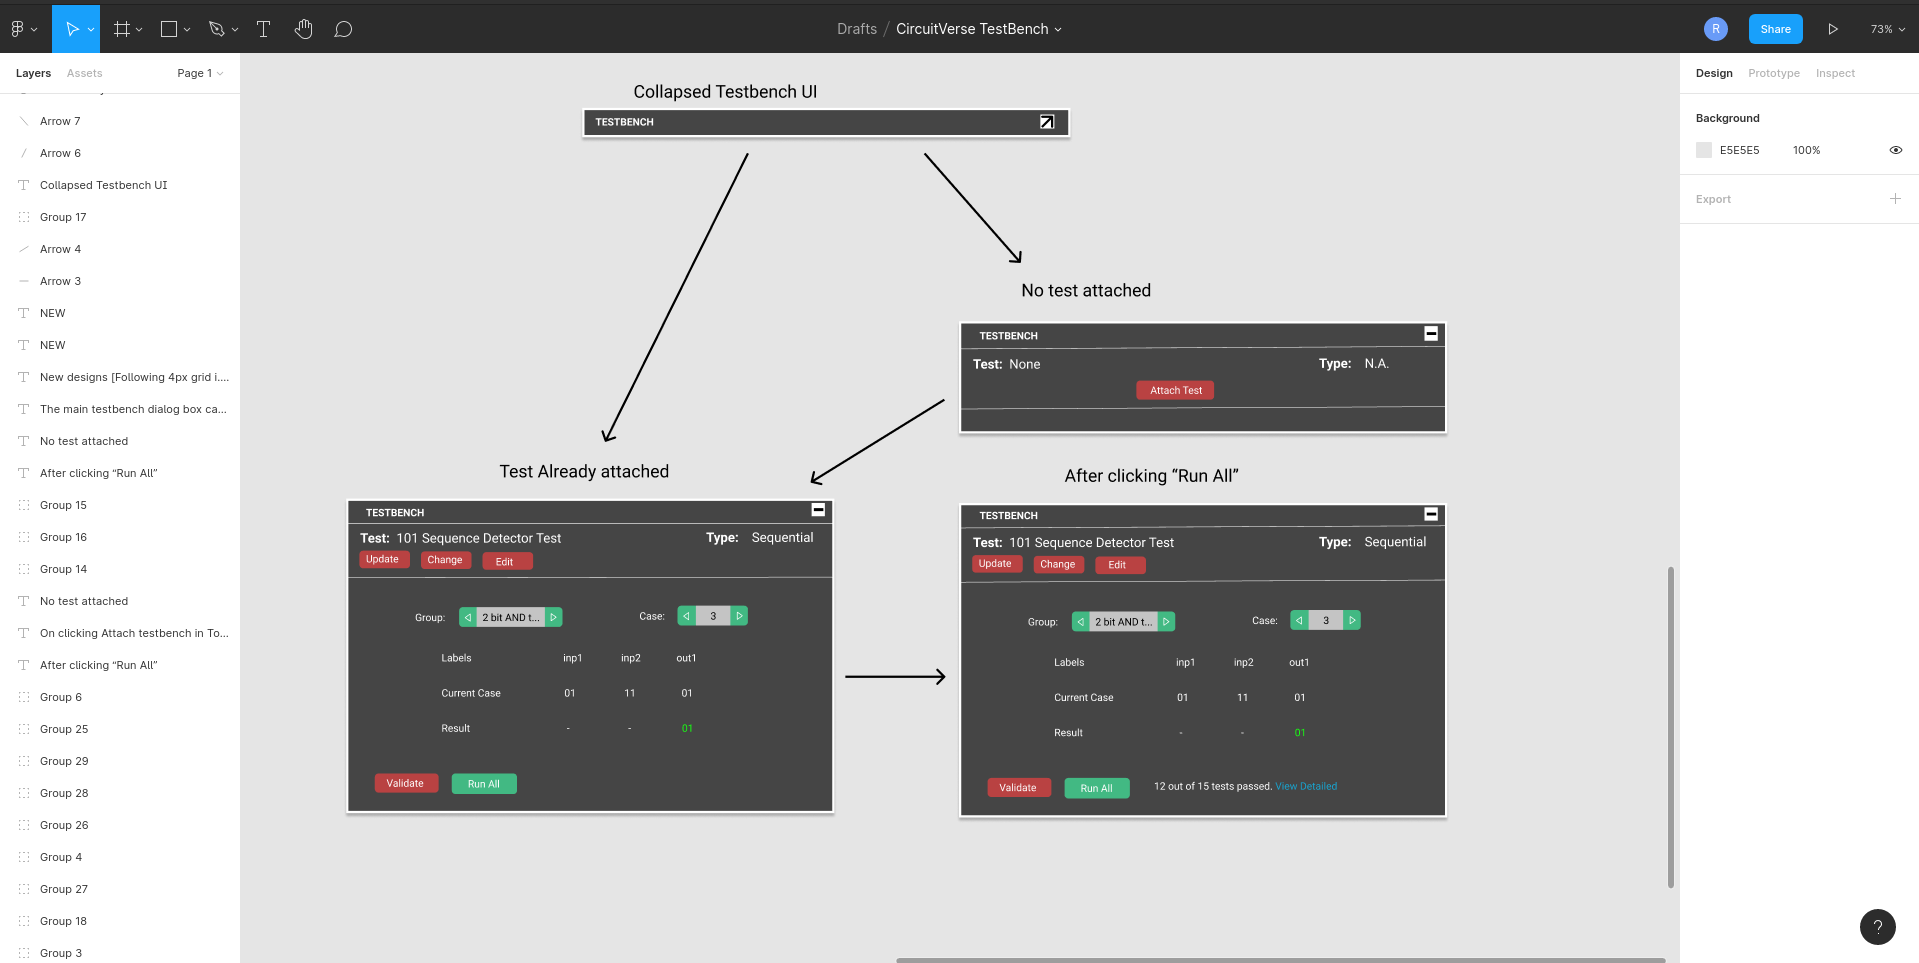 Drafts / CircuitVerse TestBench
R
Share
73%
Layers
Assets
Page 1
Arrow 7
Arrow 6
Collapsed Testbench UI
Group 17
Arrow 4
Arrow 3
NEW
NEW
New designs [Following 4px grid i....
The main testbench dialog box ca...
No test attached
After clicking “Run All”
Group 15
Group 16
Group 14
No test attached
On clicking Attach testbench in To...
After clicking “Run All”
Group 6
Group 25
Group 29
Group 28
Group 26
Group 4
Group 27
Group 18
Group 3
Collapsed Testbench UI
TESTBENCH
No test attached
TESTBENCH
Test: None
Type: N.A.
Attach Test
Test Already attached
TESTBENCH
Test: 101 Sequence Detector Test
Type: Sequential
Update
Change
Edit
Group:
2 bit AND t...
Case:
3
Labels inp1 inp2 out1
Current Case 01 11 01
Result - - 01
Validate
Run All
After clicking “Run All”
TESTBENCH
Test: 101 Sequence Detector Test
Type: Sequential
Update
Change
Edit
Group:
2 bit AND t...
Case:
3
Labels inp1 inp2 out1
Current Case 01 11 01
Result - - 01
Validate
Run All
12 out of 15 tests passed. View Detailed
Design
Prototype
Inspect
Background
E5E5E5
100%
Export
?